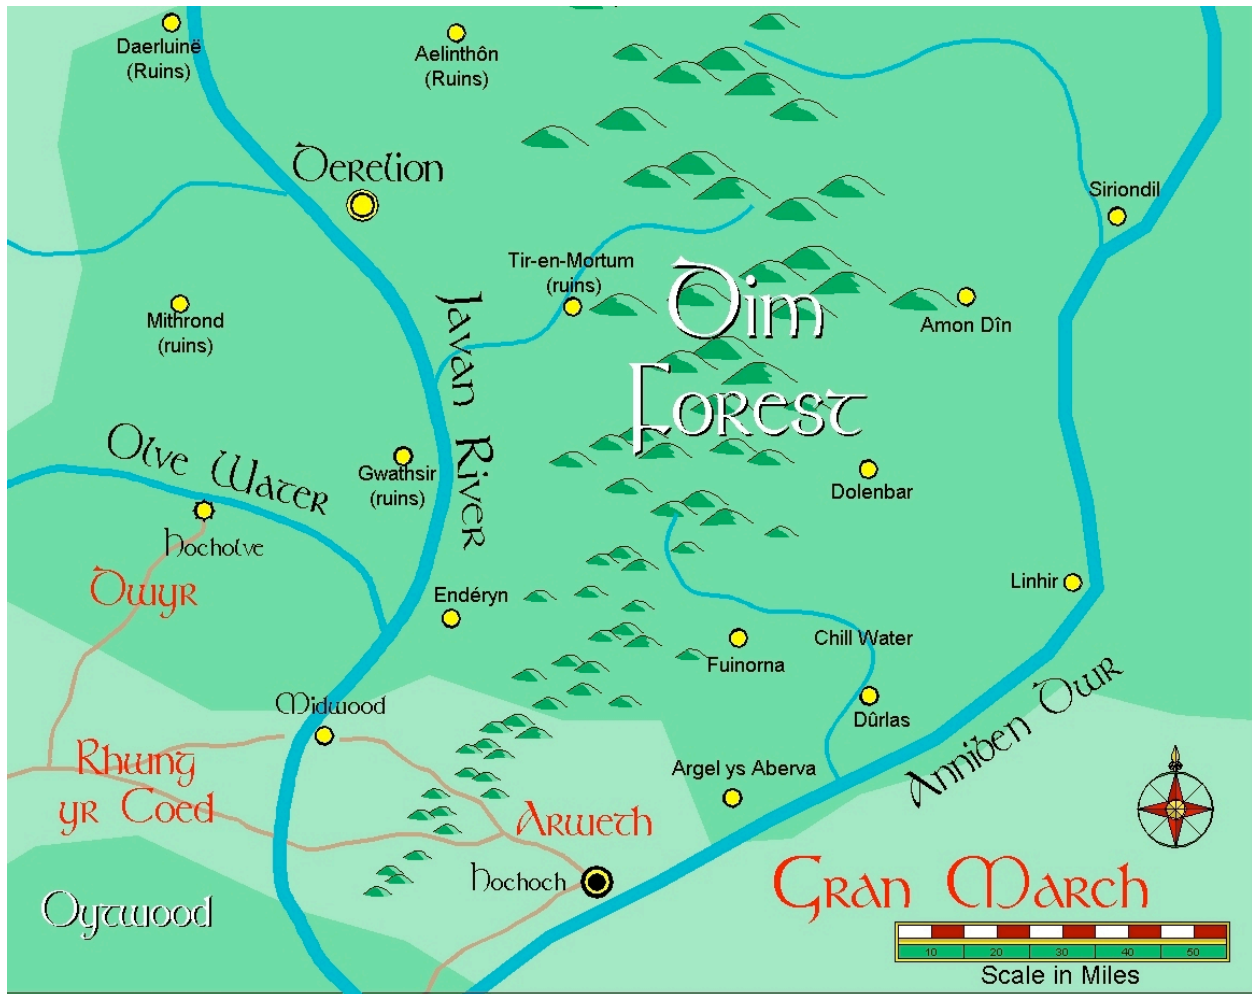 Daerluinë
(Ruins)
Aelinthôn
(Ruins)
Derelion
Siriondil
Tir-en-Mortum
(ruins)
Mithrond
(ruins)
Javan River
Dim
Forest
Amon Dîn
Olve Water
Gwathsir
(ruins)
Dolenbar
Hocholve
Dwyr
Endéryn
Linhir
Fuinorna
Chill Water
Midwood
Dûrlas
Anniben Dwr
Rhwng
yr Coed
Argel ys Aberva
Arweth
Hochoch
Gran March
Oytwood
10 20 30 40 50
Scale in Miles